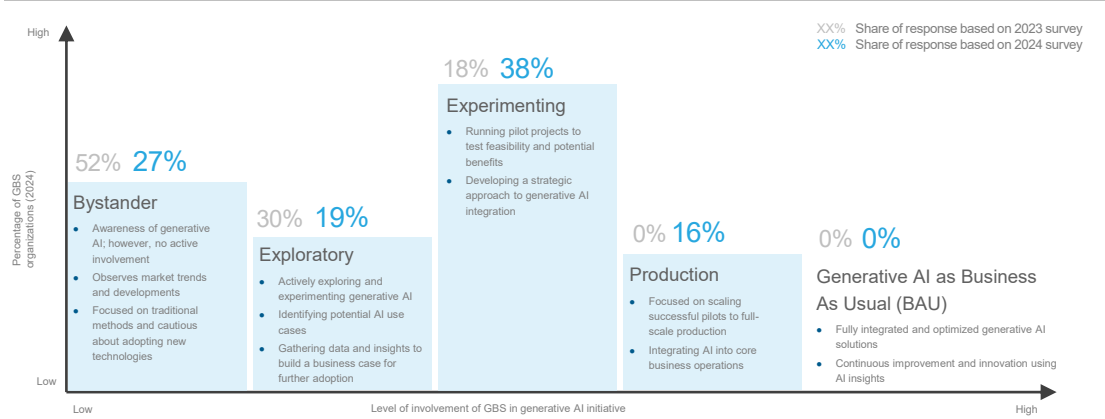 High
XX% Share of response based on 2023 survey
XX% Share of response based on 2024 survey
18% 38%
Experimenting
• Running pilot projects to
test feasibility and potential
benefits
• Developing a strategic
approach to generative AI
integration
52% 27%
Bystander
• Awareness of generative
AI; however, no active
involvement
• Observes market trends
and developments
• Focused on traditional
methods and cautious
about adopting new
technologies
30% 19%
Exploratory
• Actively exploring and
experimenting generative AI
• Identifying potential AI use
cases
• Gathering data and insights to
build a business case for
further adoption
0% 16%
Production
• Focused on scaling
successful pilots to full-
scale production
• Integrating AI into core
business operations
0% 0%
Generative AI as Business
As Usual (BAU)
• Fully integrated and optimized generative AI
solutions
• Continuous improvement and innovation using
AI insights
Percentage of GBS
organizations (2024)
Low
Low
Level of involvement of GBS in generative AI initiative
High